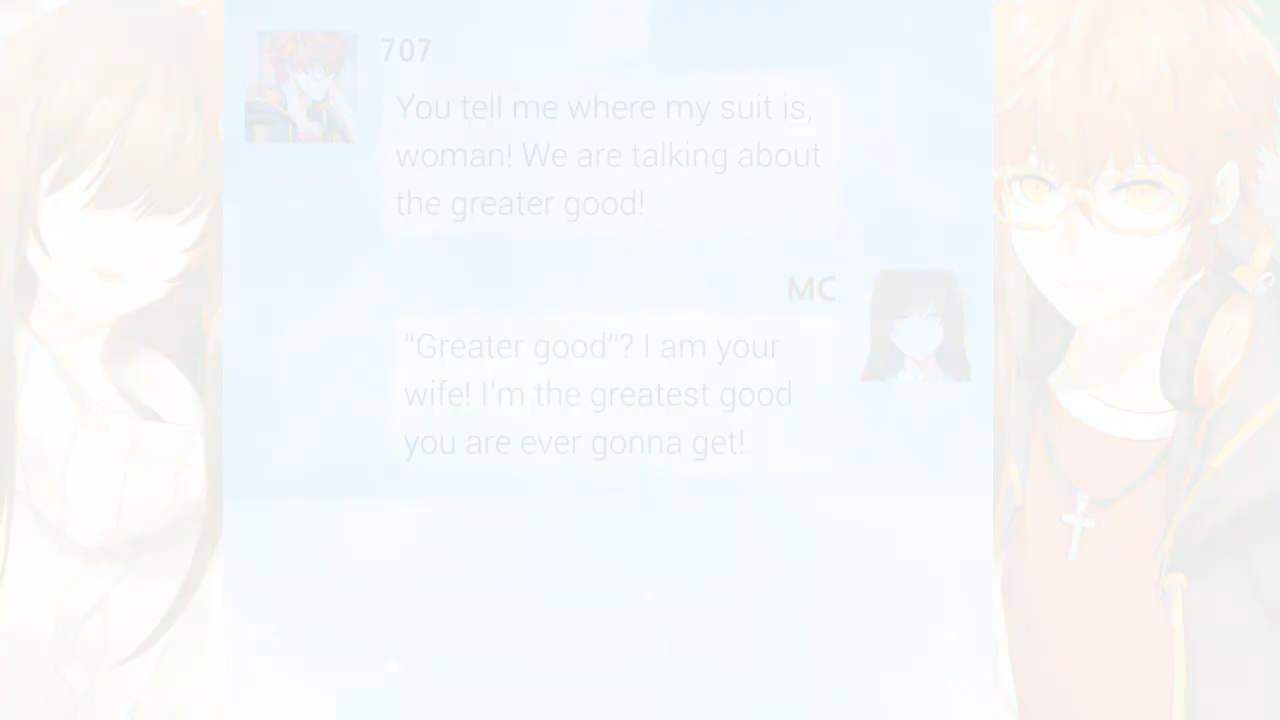 707
You tell me where my suit is,
woman! We are talking about
the greater good!
MC
"Greater good"? I am your
wife! I'm the greatest good
you are ever gonna get!